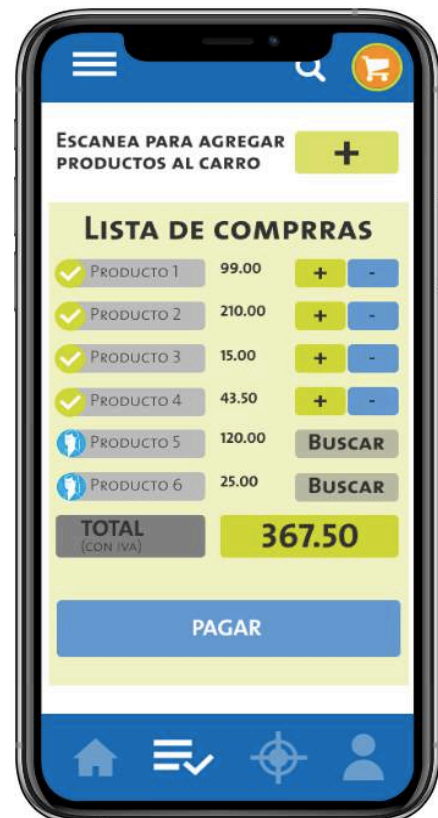 ESCANEA PARA AGREGAR
PRODUCTOS AL CARRO +
LISTA DE COMPRRAS
PRODUCTO 1 99.00 + -
PRODUCTO 2 210.00 + -
PRODUCTO 3 15.00 + -
PRODUCTO 4 43.50 + -
PRODUCTO 5 120.00 BUSCAR
PRODUCTO 6 25.00 BUSCAR
TOTAL 367.50
(CON IVA)
PAGAR